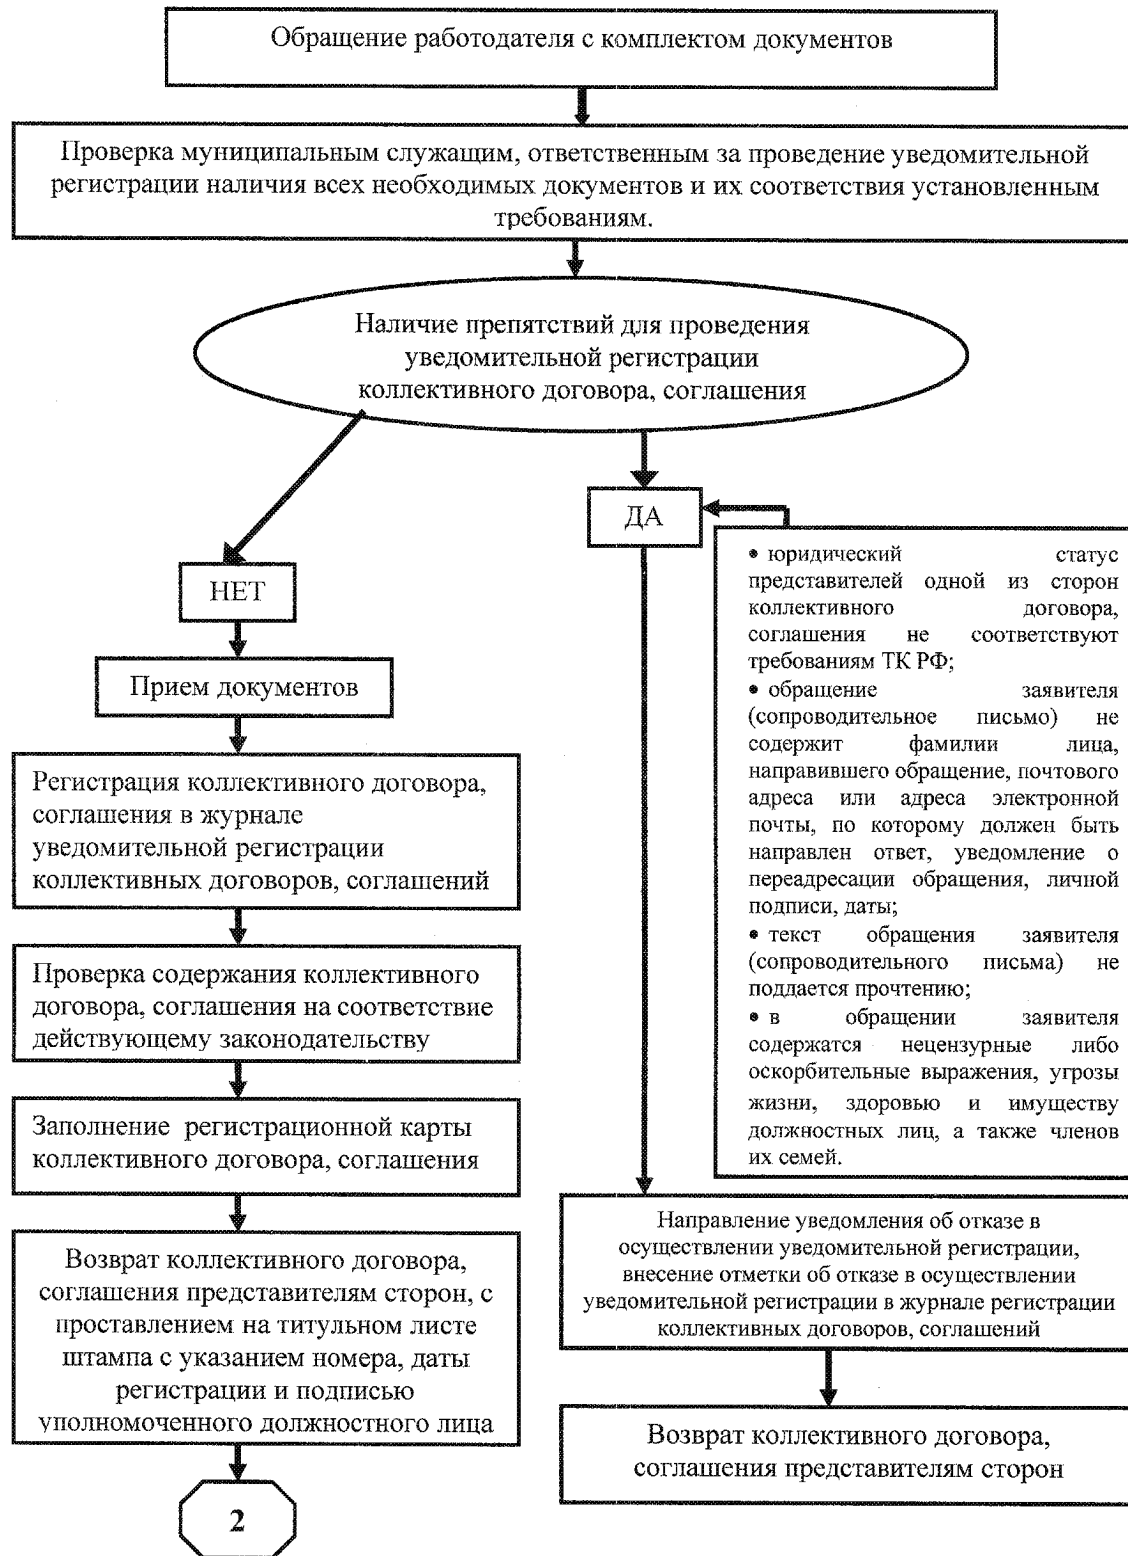 Обращение работодателя с комплектом документов
Проверка муниципальным служащим, ответственным за проведение уведомительной
регистрации наличия всех необходимых документов и их соответствия установленным
требованиям.
Наличие препятствий для проведения
уведомительной регистрации
коллективного договора, соглашения
НЕТ
Прием документов
Регистрация коллективного договора,
соглашения в журнале
уведомительной регистрации
коллективных договоров, соглашений
Проверка содержания коллективного
договора, соглашения на соответствие
действующему законодательству
Заполнение регистрационной карты
коллективного договора, соглашения
Возврат коллективного договора,
соглашения представителям сторон, с
проставлением на титульном листе
штампа с указанием номера, даты
регистрации и подписью
уполномоченного должностного лица
2
ДА
• юридический статус
представителей одной из сторон
коллективного договора,
соглашения не соответствуют
требованиям ТК РФ;
• обращение заявителя
(сопроводительное письмо) не
содержит фамилии лица,
направившего обращение, почтового
адреса или адреса электронной
почты, по которому должен быть
направлен ответ, уведомление о
переадресации обращения, личной
подписи, даты;
• текст обращения заявителя
(сопроводительного письма) не
поддается прочтению;
• в обращении заявителя
содержатся нецензурные либо
оскорбительные выражения, угрозы
жизни, здоровью и имуществу
должностных лиц, а также членов
их семей.
Направление уведомления об отказе в
осуществлении уведомительной регистрации,
внесение отметки об отказе в осуществлении
уведомительной регистрации в журнале регистрации
коллективных договоров, соглашений
Возврат коллективного договора,
соглашения представителям сторон